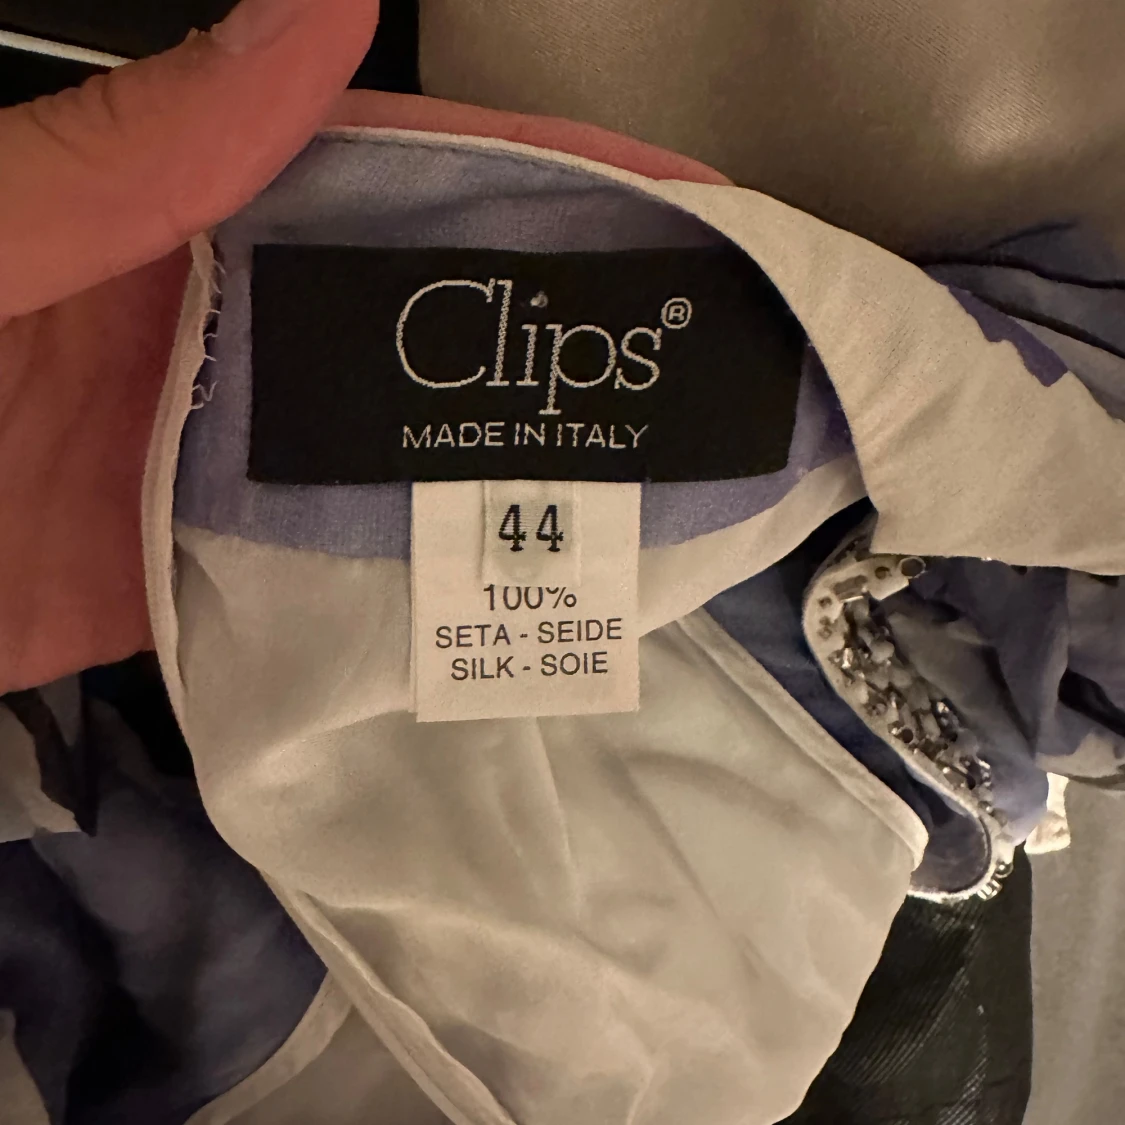 Clips®
MADE IN ITALY
44
100%
SETA - SEIDE
SILK - SOIE